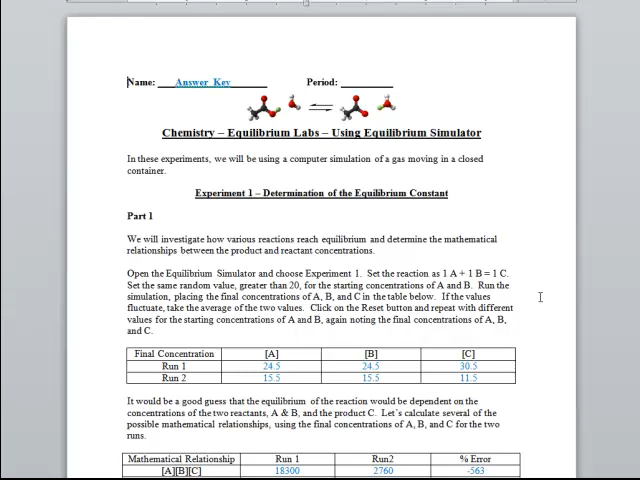 Name: Answer Key Period:
Chemistry – Equilibrium Labs – Using Equilibrium Simulator
In these experiments, we will be using a computer simulation of a gas moving in a closed
container.
Experiment 1 – Determination of the Equilibrium Constant
Part 1
We will investigate how various reactions reach equilibrium and determine the mathematical
relationships between the product and reactant concentrations.
Open the Equilibrium Simulator and choose Experiment 1. Set the reaction as 1 A + 1 B = 1 C.
Set the same random value, greater than 20, for the starting concentrations of A and B. Run the
simulation, placing the final concentrations of A, B, and C in the table below. If the values
fluctuate, take the average of the two values. Click on the Reset button and repeat with different
values for the starting concentrations of A and B, again noting the final concentrations of A, B,
and C.
Final Concentration [A] [B] [C]
Run 1 24.5 24.5 30.5
Run 2 15.5 15.5 11.5
It would be a good guess that the equilibrium of the reaction would be dependent on the
concentrations of the two reactants, A & B, and the product C. Let's calculate several of the
possible mathematical relationships, using the final concentrations of A, B, and C for the two
runs.
Mathematical Relationship Run 1 Run2 % Error
[A][B][C] 18300 2760 -563